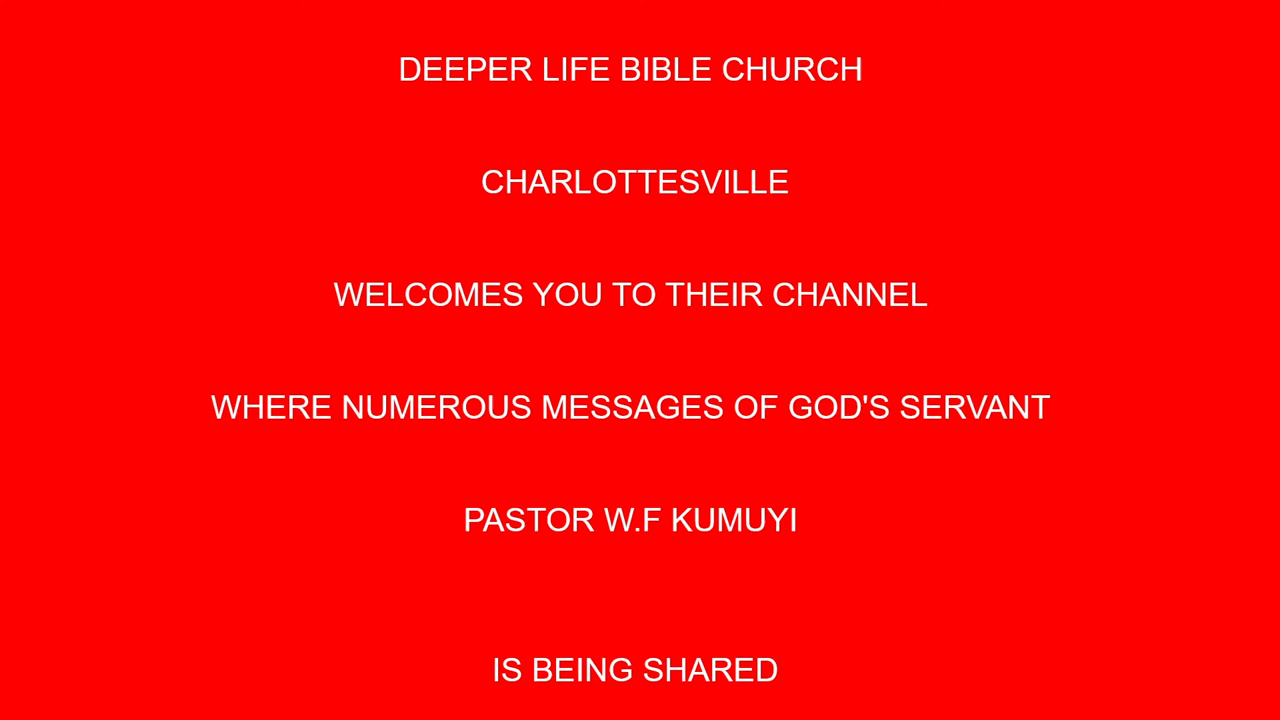 DEEPER LIFE BIBLE CHURCH
CHARLOTTESVILLE
WELCOMES YOU TO THEIR CHANNEL
WHERE NUMEROUS MESSAGES OF GOD'S SERVANT
PASTOR W.F KUMUYI
IS BEING SHARED